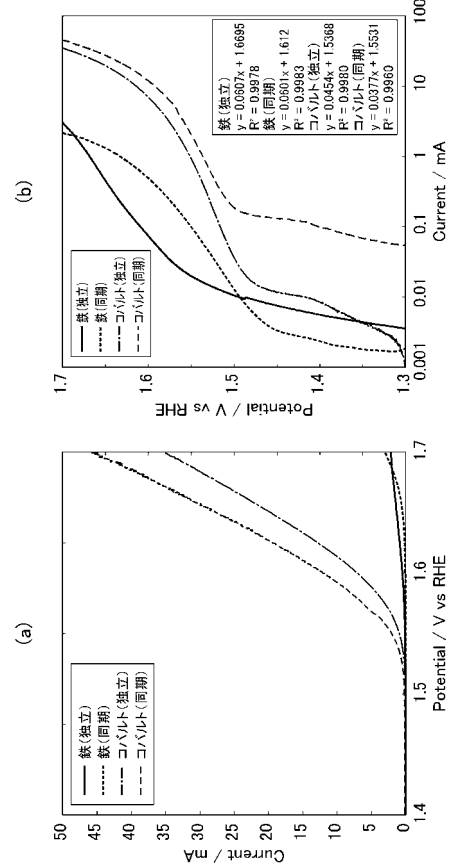 (a)
50
45
40
35
30
25
20
15
10
5
0
Current / mA
鉄(独立)
鉄(同期)
コバルト(独立)
コバルト(同期)
1.4
1.5
1.6
1.7
Potential / V vs RHE
(b)
1.7
1.6
1.5
1.4
1.3
Potential / V vs RHE
鉄(独立)
鉄(同期)
コバルト(独立)
コバルト(同期)
鉄(独立)
y = 0.0607x + 1.6695
R² = 0.9978
鉄(同期)
y = 0.0601x + 1.612
R² = 0.9983
コバルト(独立)
y = 0.0454x + 1.5368
R² = 0.9980
コバルト(同期)
y = 0.0377x + 1.5531
R² = 0.9960
0.001
0.01
0.1
1
10
100
Current / mA